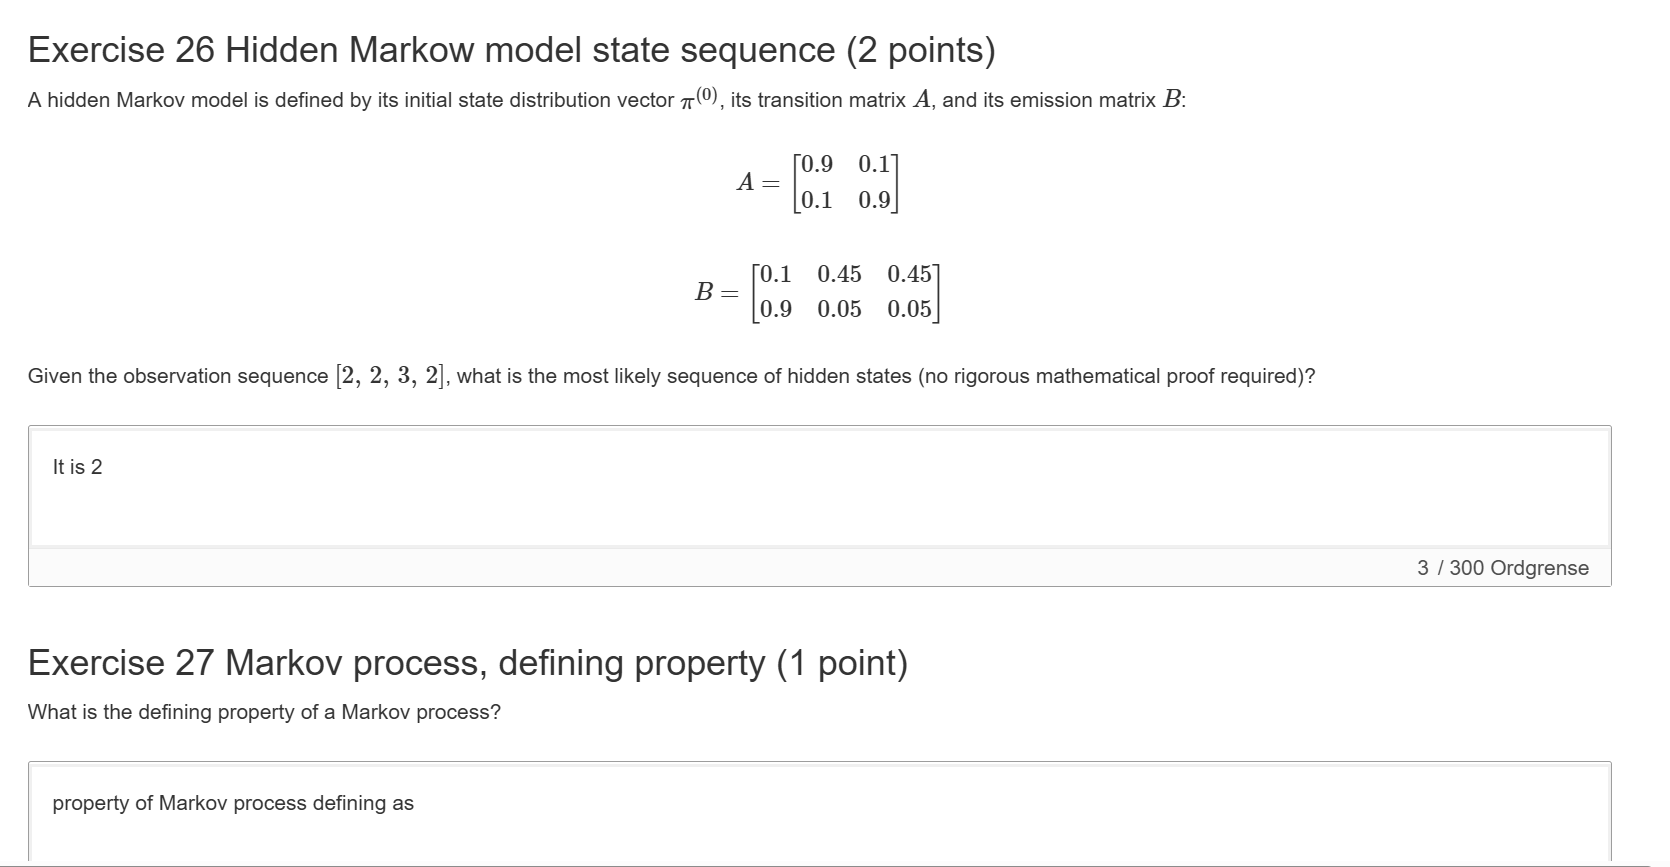 Exercise 26 Hidden Markow model state sequence (2 points)
A hidden Markov model is defined by its initial state distribution vector π⁽⁰⁾, its transition matrix A, and its emission matrix B:
A = [0.9 0.1
0.1 0.9]
B = [0.1 0.45 0.45
0.9 0.05 0.05]
Given the observation sequence [2, 2, 3, 2], what is the most likely sequence of hidden states (no rigorous mathematical proof required)?
It is 2
3 / 300 Ordgrense
Exercise 27 Markov process, defining property (1 point)
What is the defining property of a Markov process?
property of Markov process defining as